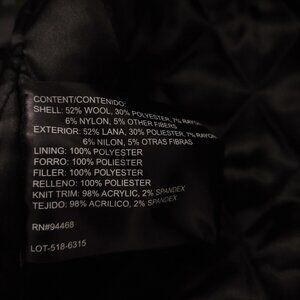 CONTENT/CONTENIDO:
SHELL: 52% WOOL, 30% POLYESTER, 7% RAYON,
6% NYLON, 5% OTHER FIBERS
EXTERIOR: 52% LANA, 30% POLIESTER, 7% RAYON,
6% NILON, 5% OTRAS FIBRAS
LINING: 100% POLYESTER
FORRO: 100% POLIESTER
FILLER: 100% POLYESTER
RELLENO: 100% POLIESTER
KNIT TRIM: 98% ACRYLIC, 2% SPANDEX
TEJIDO: 98% ACRILICO, 2% SPANDEX
RN#94468
LOT-518-6315